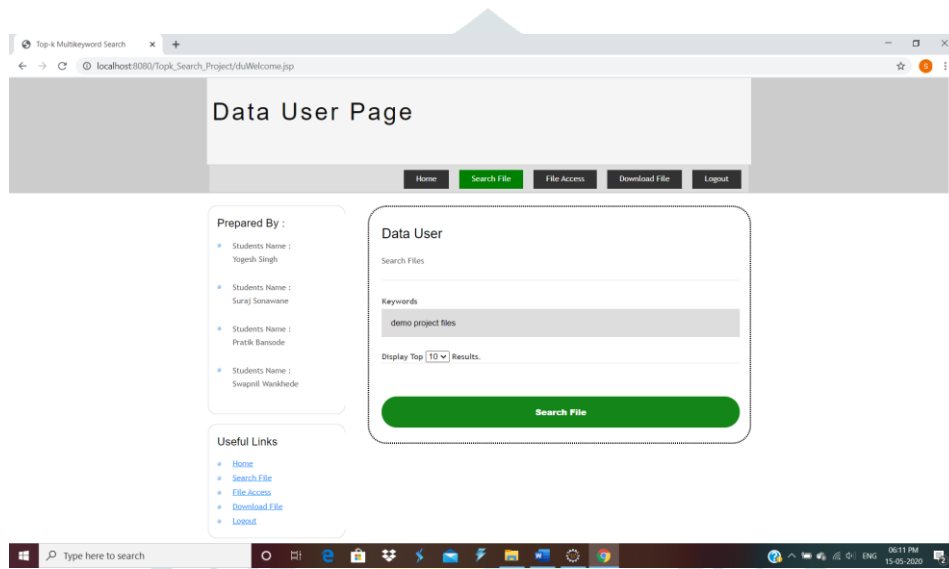 Top-k Multikeyword Search
localhost:8080/Topk_Search_Project/duWelcome.jsp
S
Data User Page
Home Search File File Access Download File Logout
Prepared By :
Students Name :
Yogesh Singh
Students Name :
Suraj Sonawane
Students Name :
Pratik Bansode
Students Name :
Swapnil Wankhede
Useful Links
Home
Search File
File Access
Download File
Logout
Data User
Search Files
Keywords
demo project files
Display Top 10 Results.
Search File
Type here to search
ENG
06:11 PM
15-05-2020